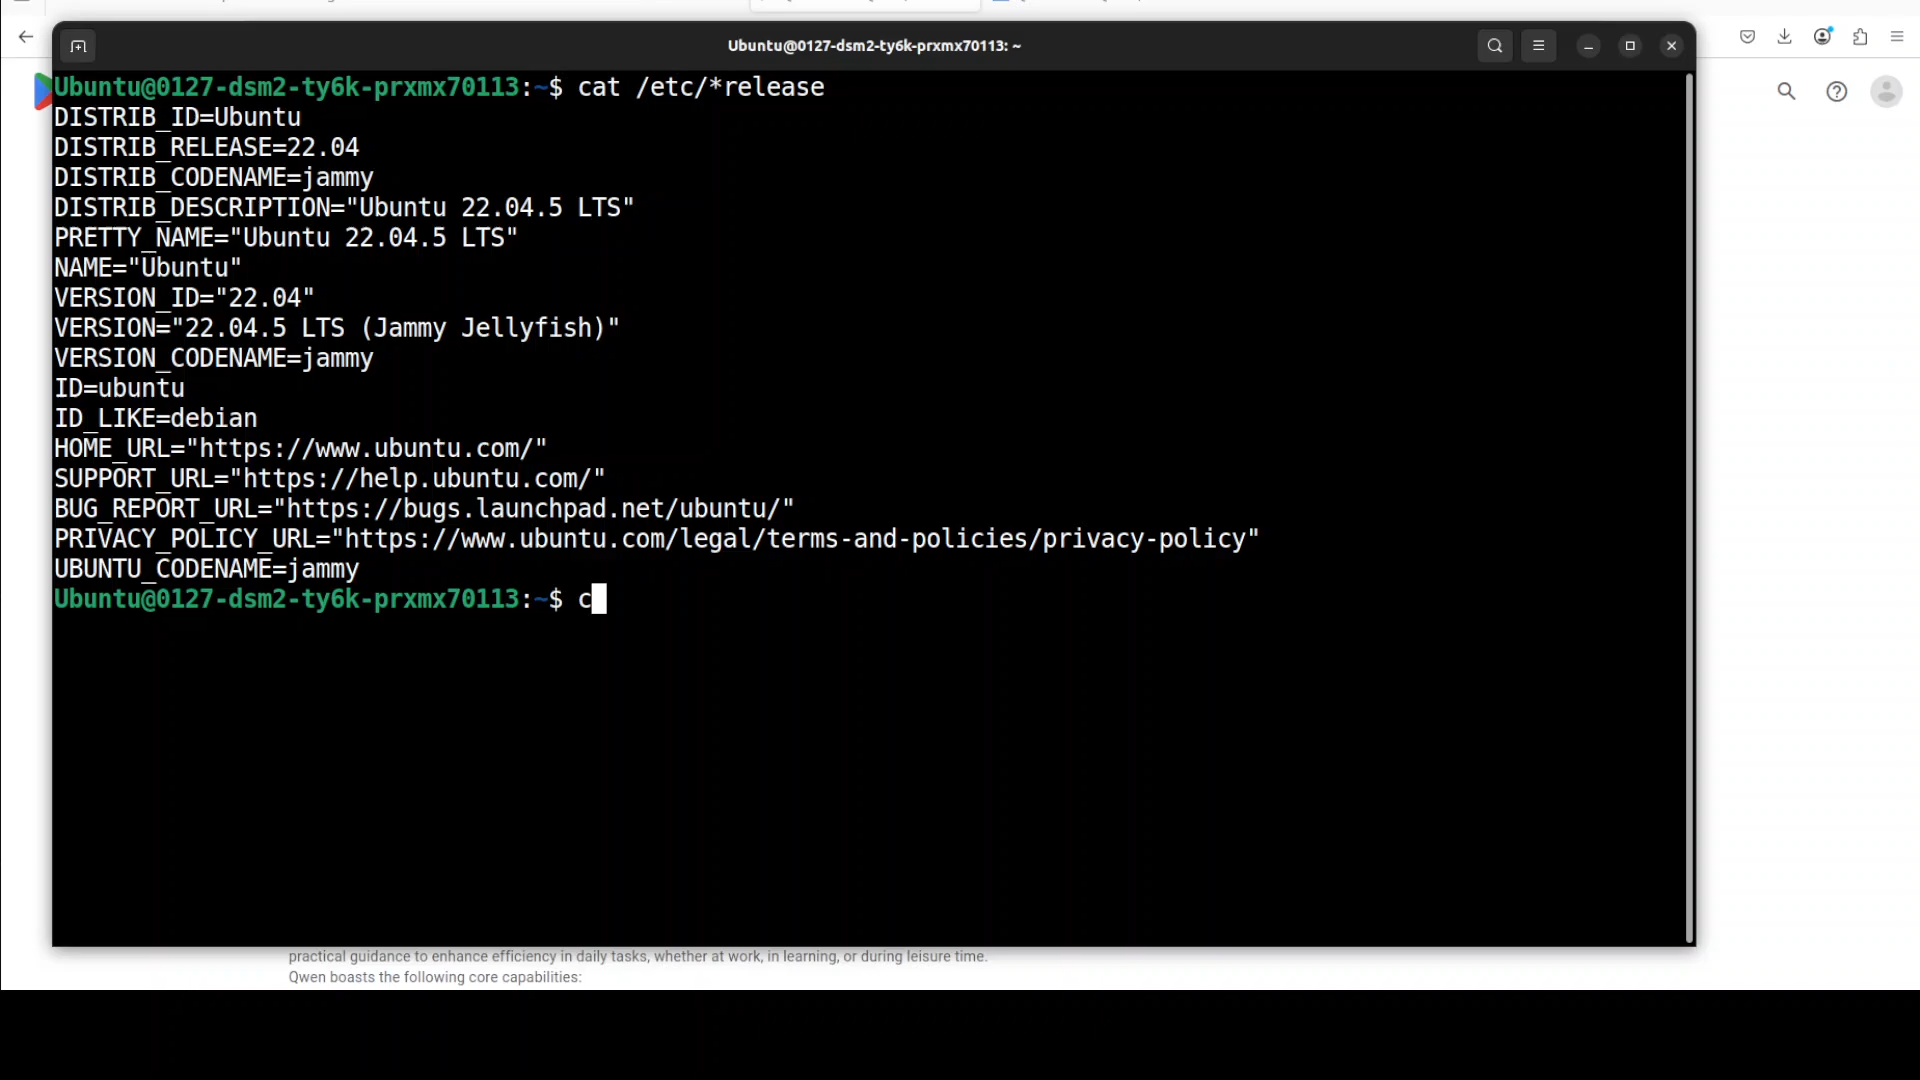 Ubuntu@0127-dsm2-ty6k-prxmx70113: ~
Ubuntu@0127-dsm2-ty6k-prxmx70113:~$ cat /etc/*release
DISTRIB_ID=Ubuntu
DISTRIB_RELEASE=22.04
DISTRIB_CODENAME=jammy
DISTRIB_DESCRIPTION="Ubuntu 22.04.5 LTS"
PRETTY_NAME="Ubuntu 22.04.5 LTS"
NAME="Ubuntu"
VERSION_ID="22.04"
VERSION="22.04.5 LTS (Jammy Jellyfish)"
VERSION_CODENAME=jammy
ID=ubuntu
ID_LIKE=debian
HOME_URL="https://www.ubuntu.com/"
SUPPORT_URL="https://help.ubuntu.com/"
BUG_REPORT_URL="https://bugs.launchpad.net/ubuntu/"
PRIVACY_POLICY_URL="https://www.ubuntu.com/legal/terms-and-policies/privacy-policy"
UBUNTU_CODENAME=jammy
Ubuntu@0127-dsm2-ty6k-prxmx70113:~$ c
practical guidance to enhance efficiency in daily tasks, whether at work, in learning, or during leisure time.
Qwen boasts the following core capabilities: